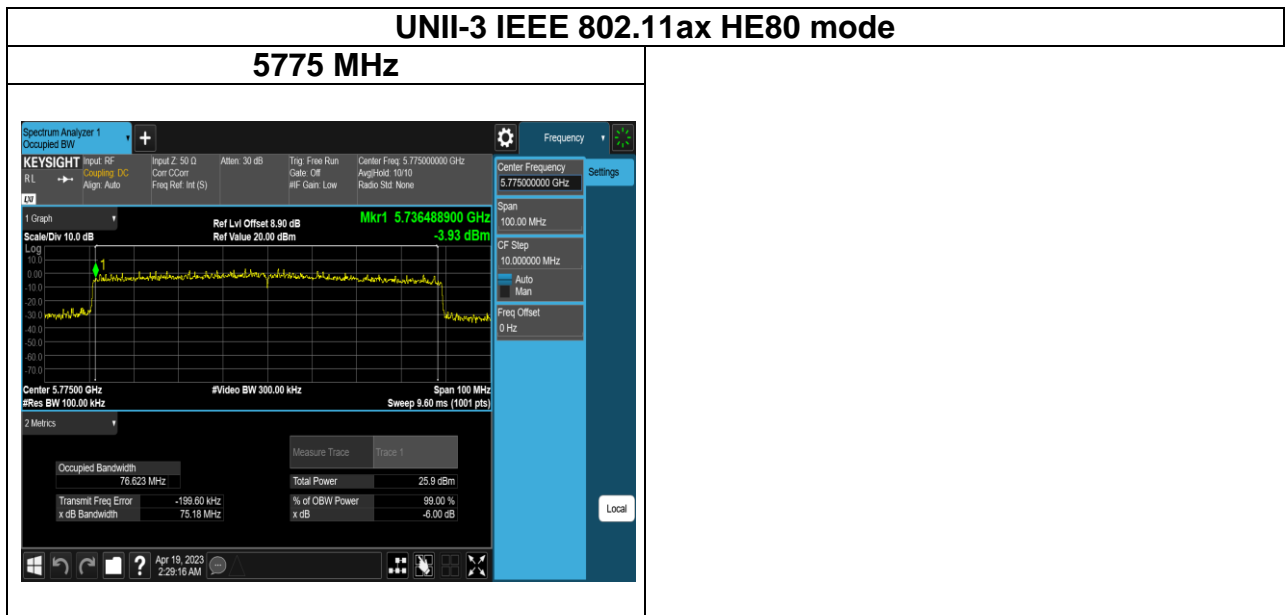 UNII-3 IEEE 802.11ax HE80 mode
5775 MHz
Spectrum Analyzer 1
Occupied BW
+
Frequency
KEYSIGHT
RL
LXI
Input: RF
Coupling: DC
Align: Auto
Input Z: 50 Ω
Corr CCorr
Freq Ref: Int (S)
Atten: 30 dB
Trig: Free Run
Gate: Off
#IF Gain: Low
Center Freq: 5.775000000 GHz
Avg|Hold: 10/10
Radio Std: None
Center Frequency
5.775000000 GHz
Settings
Span
100.00 MHz
CF Step
10.000000 MHz
Auto
Man
Freq Offset
0 Hz
Local
1 Graph
Scale/Div 10.0 dB
Ref Lvl Offset 8.90 dB
Ref Value 20.00 dBm
Mkr1 5.736488900 GHz
-3.93 dBm
Log
10.0
0.00
-10.0
-20.0
-30.0
-40.0
-50.0
-60.0
-70.0
1
Center 5.77500 GHz
#Res BW 100.00 kHz
#Video BW 300.00 kHz
Span 100 MHz
Sweep 9.60 ms (1001 pts)
2 Metrics
Measure Trace Trace 1
Occupied Bandwidth
76.623 MHz
Total Power 25.9 dBm
Transmit Freq Error -199.60 kHz
% of OBW Power 99.00 %
x dB Bandwidth 75.18 MHz
x dB -6.00 dB
?
Apr 19, 2023
2:29:16 AM